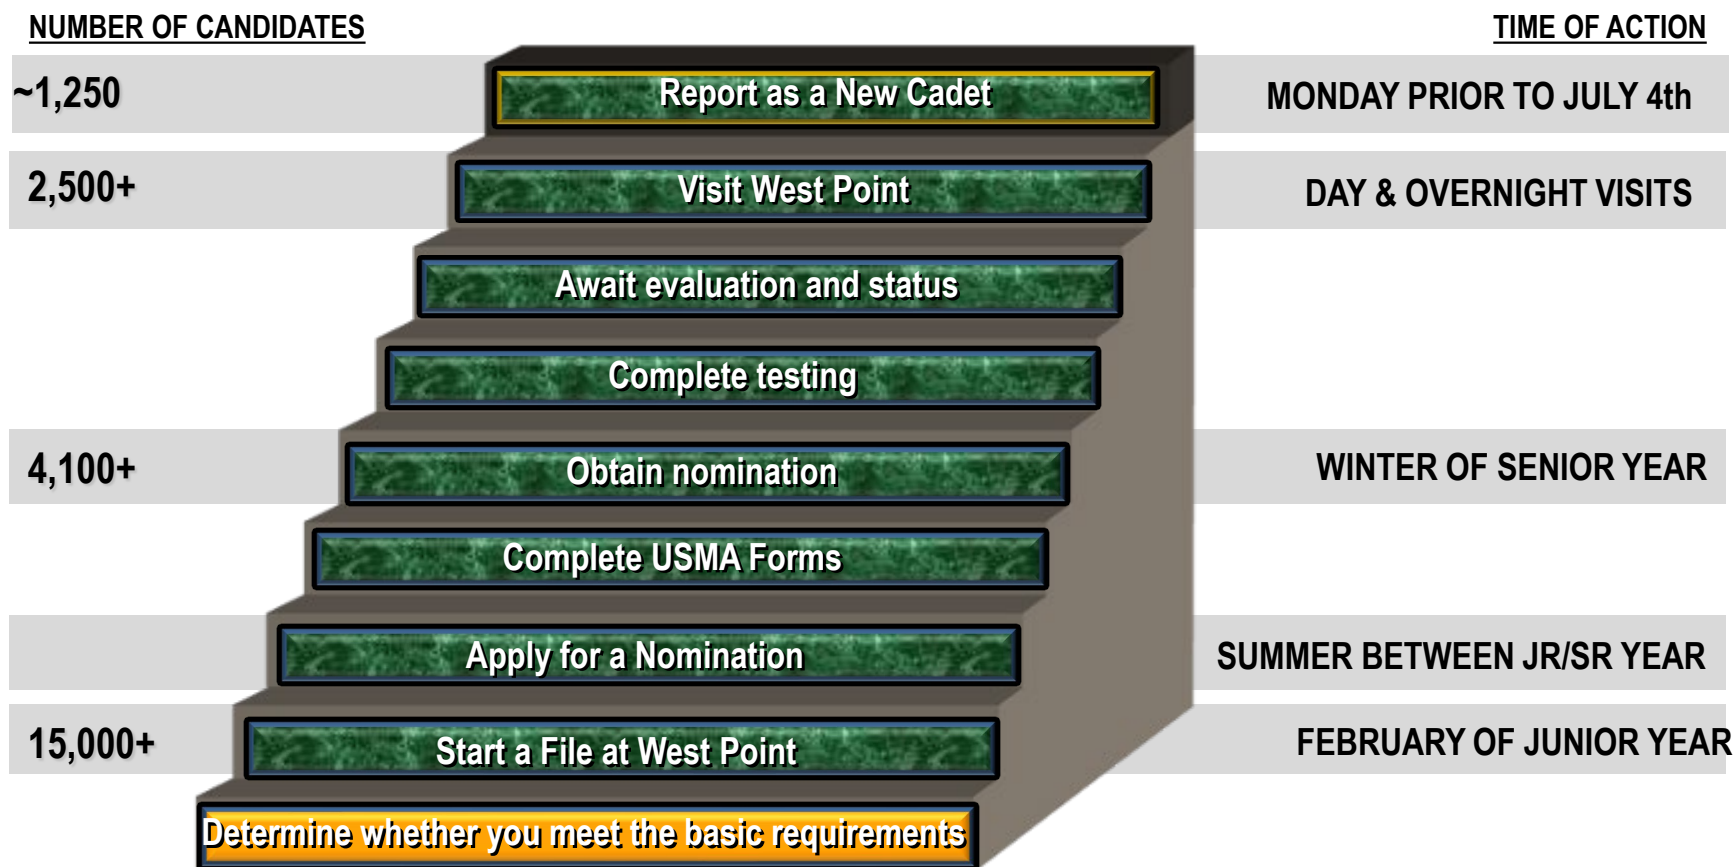 NUMBER OF CANDIDATES
TIME OF ACTION
~1,250
Report as a New Cadet
MONDAY PRIOR TO JULY 4th
2,500+
Visit West Point
DAY & OVERNIGHT VISITS
Await evaluation and status
Complete testing
4,100+
Obtain nomination
WINTER OF SENIOR YEAR
Complete USMA Forms
Apply for a Nomination
SUMMER BETWEEN JR/SR YEAR
15,000+
Start a File at West Point
FEBRUARY OF JUNIOR YEAR
Determine whether you meet the basic requirements